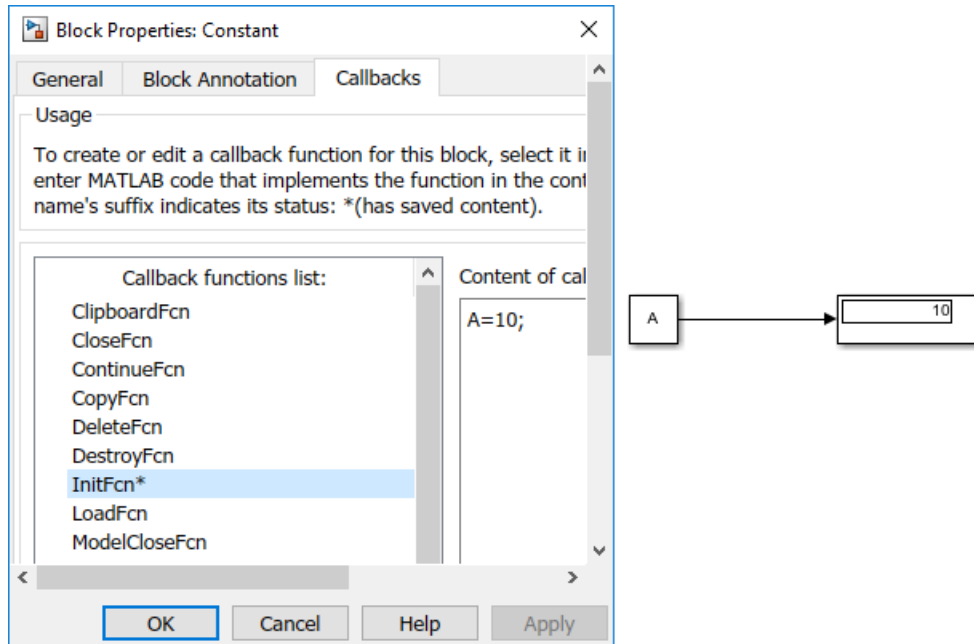 Block Properties: Constant
General Block Annotation Callbacks
Usage
To create or edit a callback function for this block, select it
enter MATLAB code that implements the function in the
name's suffix indicates its status: *(has saved content).
Callback functions list:
ClipboardFcn
CloseFcn
ContinueFcn
CopyFcn
DeleteFcn
DestroyFcn
InitFcn*
LoadFcn
ModelCloseFcn
Content of
A=10;
OK Cancel Help Apply
A
10